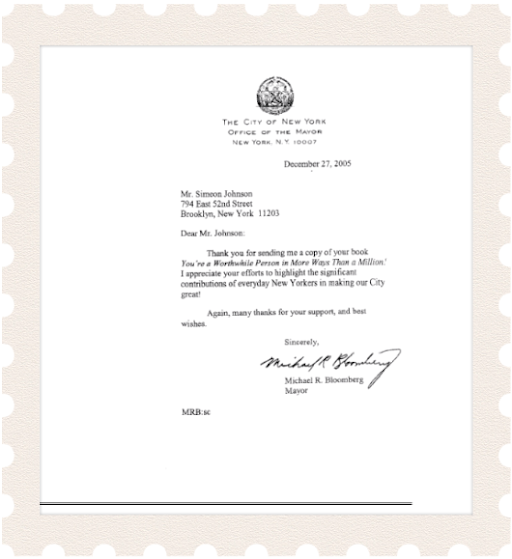 THE CITY OF NEW YORK
OFFICE OF THE MAYOR
NEW YORK, N.Y. 10007
December 27, 2005
Mr. Simeon Johnson
794 East 52nd Street
Brooklyn, New York 11203
Dear Mr. Johnson:
Thank you for sending me a copy of your book
You're a Worthwhile Person in More Ways Than a Million!
I appreciate your efforts to highlight the significant
contributions of everyday New Yorkers in making our City
great!
Again, many thanks for your support, and best
wishes.
Sincerely,
Michael R Bloomberg
Michael R. Bloomberg
Mayor
MRB:sc